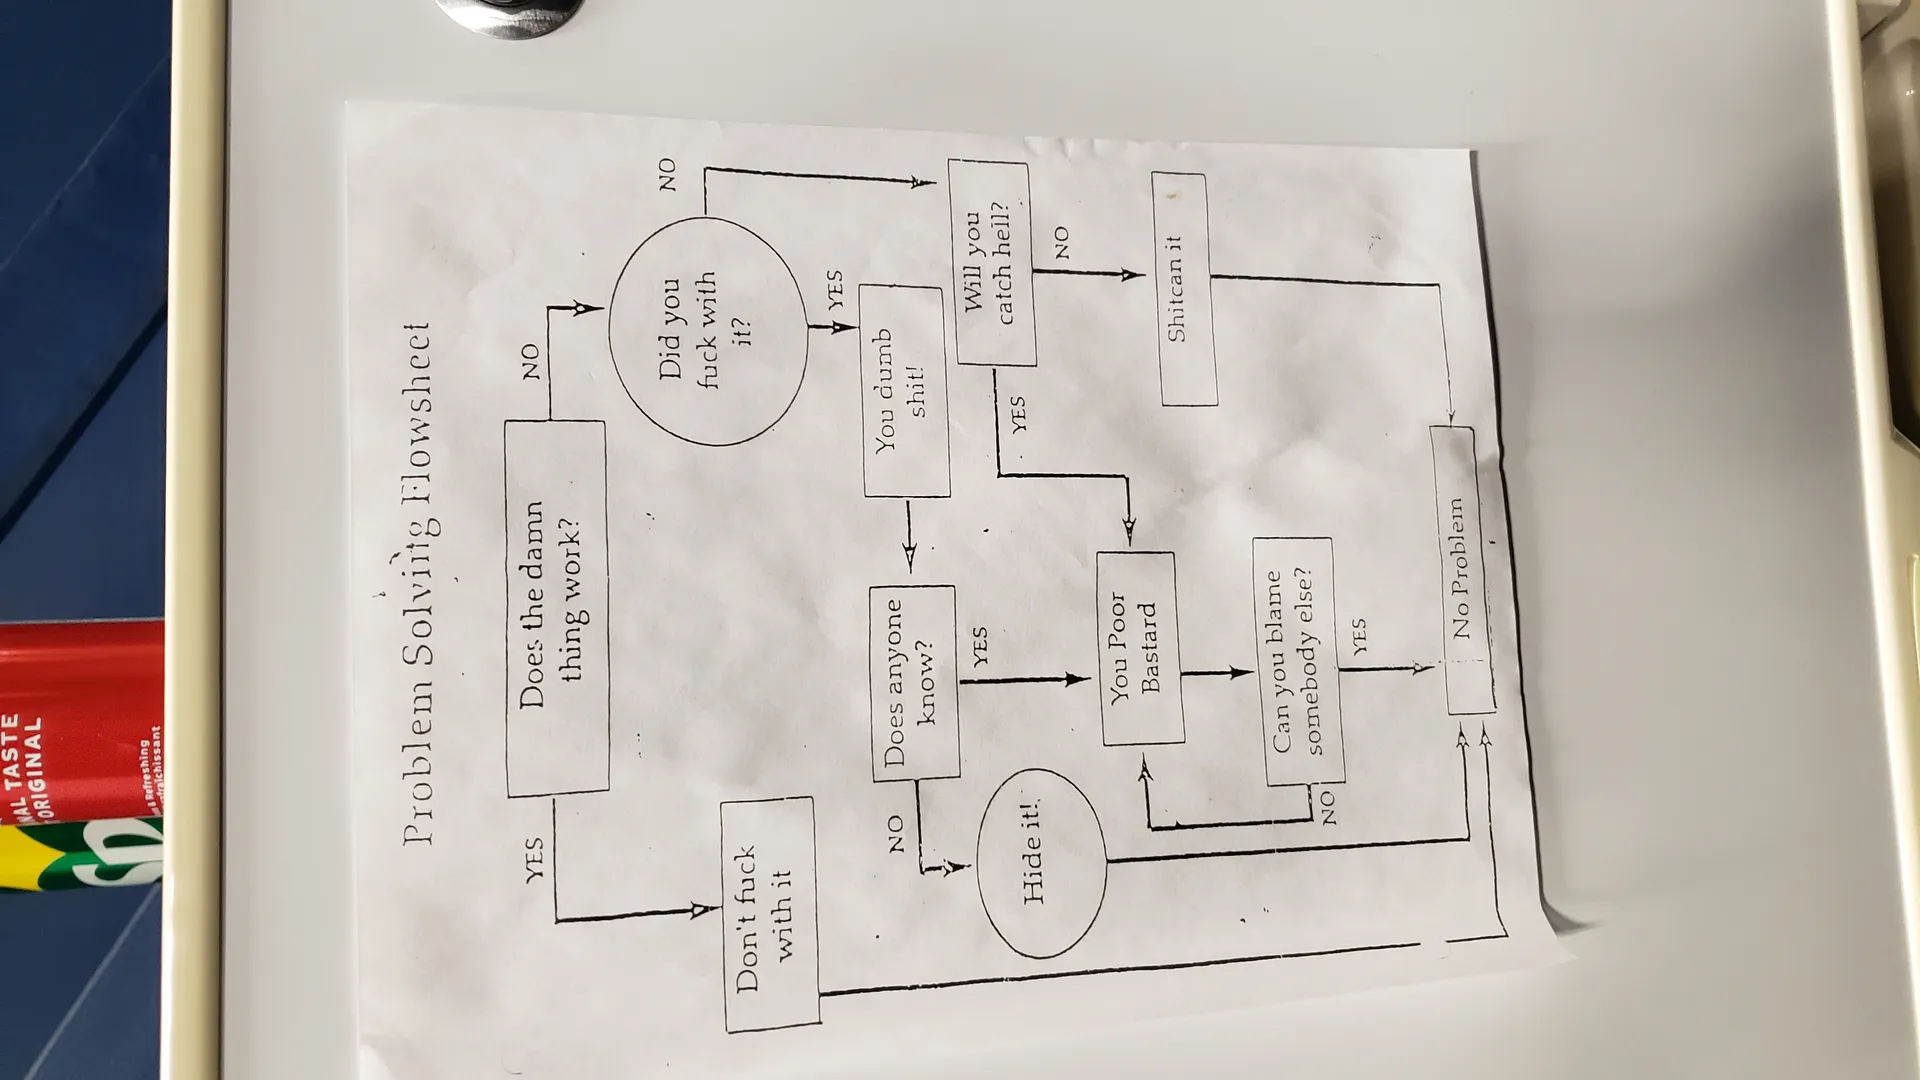 Problem Solving Flowsheet
Does the damn
thing work?
YES
NO
Don't fuck
with it
Did you
fuck with
it?
NO
YES
You dumb
shit!
Does anyone
know?
NO
YES
Will you
catch hell?
YES
NO
Hide it!
You Poor
Bastard
Shitcan it
Can you blame
somebody else?
NO
YES
No Problem
TASTE
ORIGINAL
Refreshing